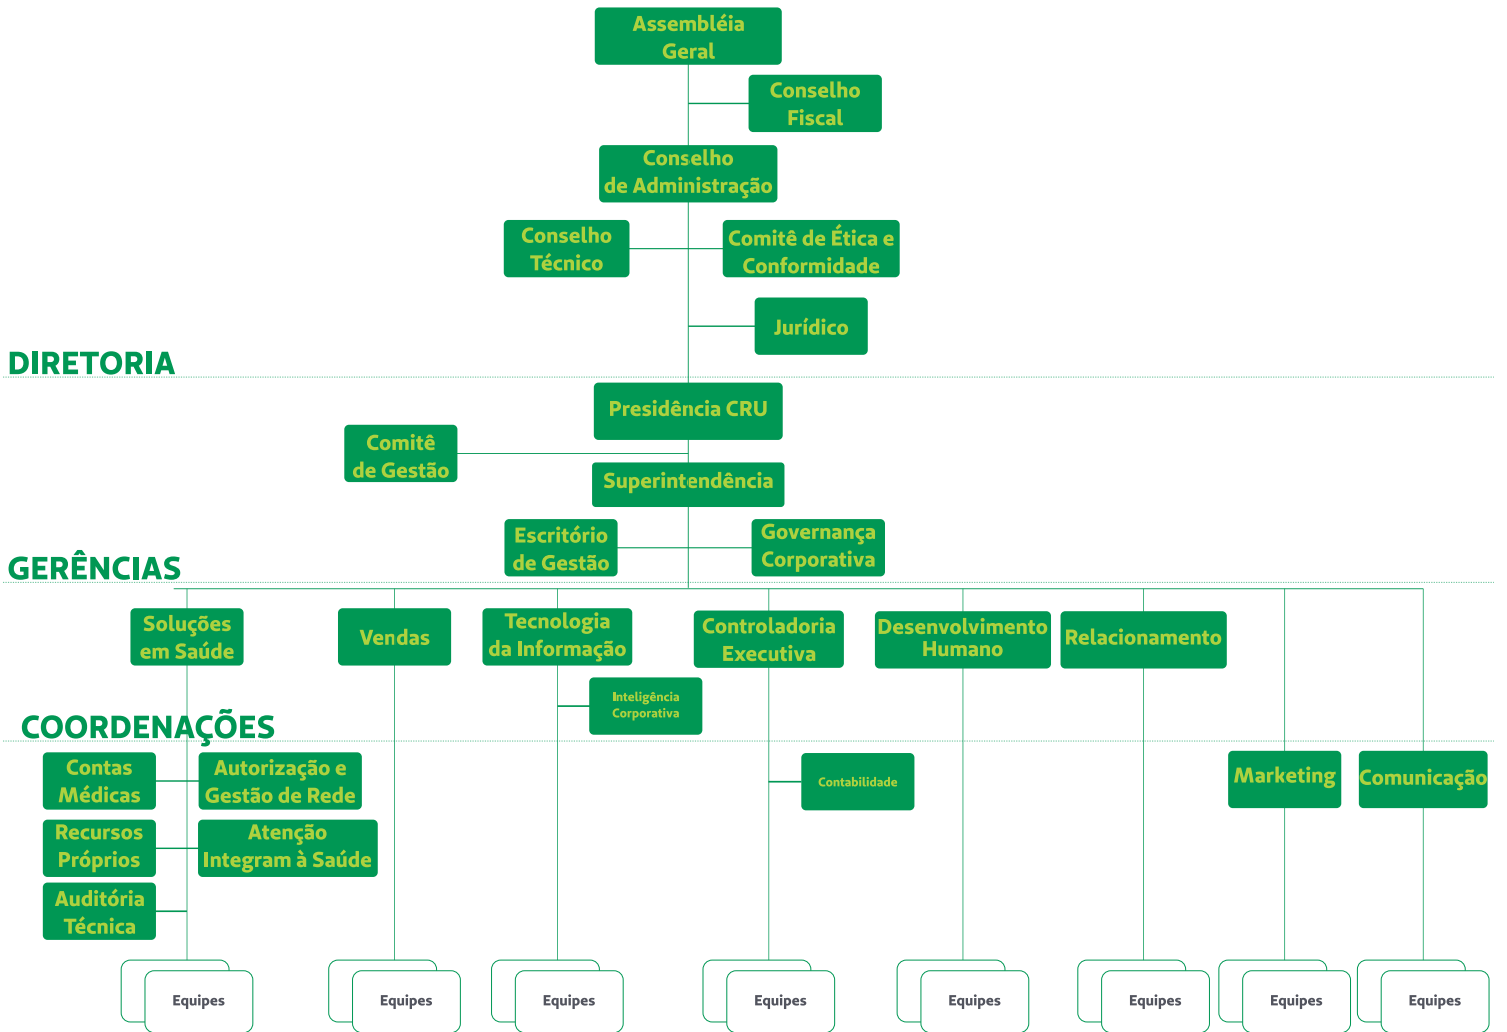 Assembléia
Geral
Conselho
Fiscal
Conselho
de Administração
Conselho
Técnico
Comitê de Ética e
Conformidade
Jurídico
DIRETORIA
Presidência CRU
Comitê
de Gestão
Superintendência
Escritório
de Gestão
Governança
Corporativa
GERÊNCIAS
Soluções
em Saúde
Vendas
Tecnologia
da Informação
Controladoria
Executiva
Desenvolvimento
Humano
Relacionamento
Inteligência
Corporativa
COORDENAÇÕES
Contas
Médicas
Autorização e
Gestão de Rede
Contabilidade
Marketing
Comunicação
Recursos
Próprios
Atenção
Integram à Saúde
Auditória
Técnica
Equipes
Equipes
Equipes
Equipes
Equipes
Equipes
Equipes
Equipes